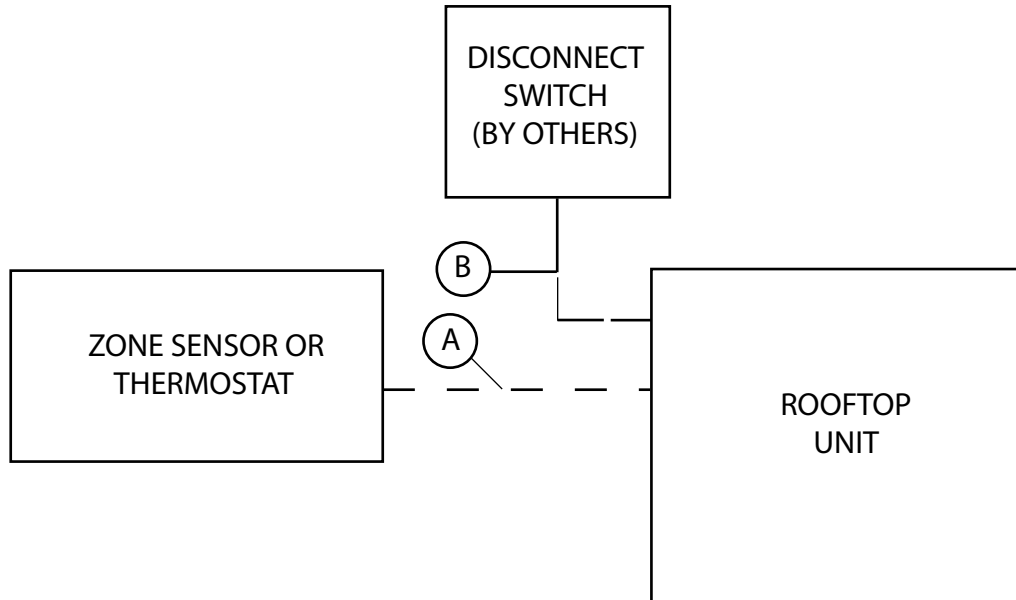 DISCONNECT
SWITCH
(BY OTHERS)
B
A
ZONE SENSOR OR
THERMOSTAT
ROOFTOP
UNIT